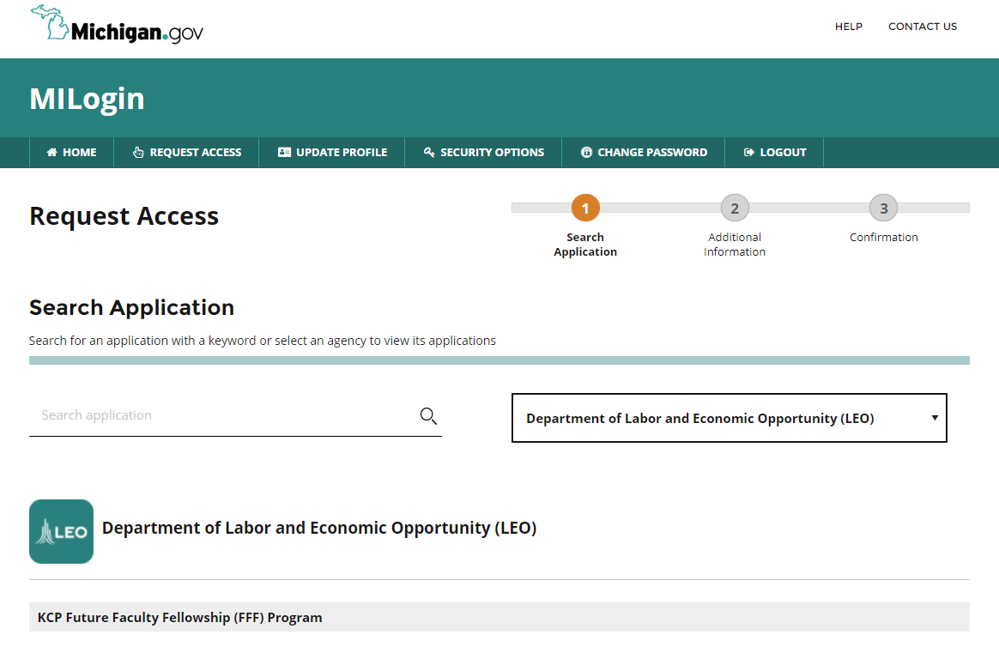 Michigan.gov
HELP
CONTACT US
MILogin
HOME
REQUEST ACCESS
UPDATE PROFILE
SECURITY OPTIONS
CHANGE PASSWORD
LOGOUT
Request Access
1
Search
Application
2
Additional
Information
3
Confirmation
Search Application
Search for an application with a keyword or select an agency to view its applications
Search application
Department of Labor and Economic Opportunity (LEO)
LEO
Department of Labor and Economic Opportunity (LEO)
KCP Future Faculty Fellowship (FFF) Program